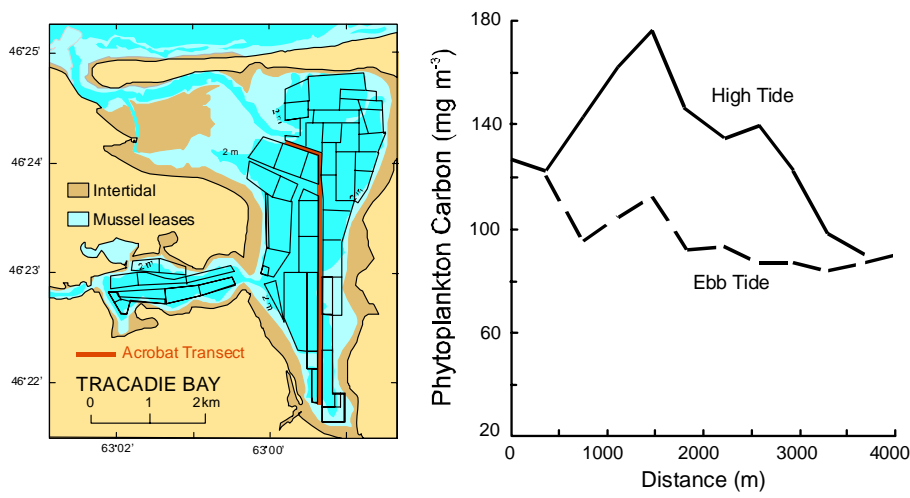 46°25'
46°24'
46°23'
46°22'
2 m
2 m
2 m
2 m
2 m
Intertidal
Mussel leases
Acrobat Transect
TRACADIE BAY
0 1 2km
63°02' 63°00'
Phytoplankton Carbon (mg m⁻³)
180
140
100
60
20
High Tide
Ebb Tide
0 1000 2000 3000 4000
Distance (m)